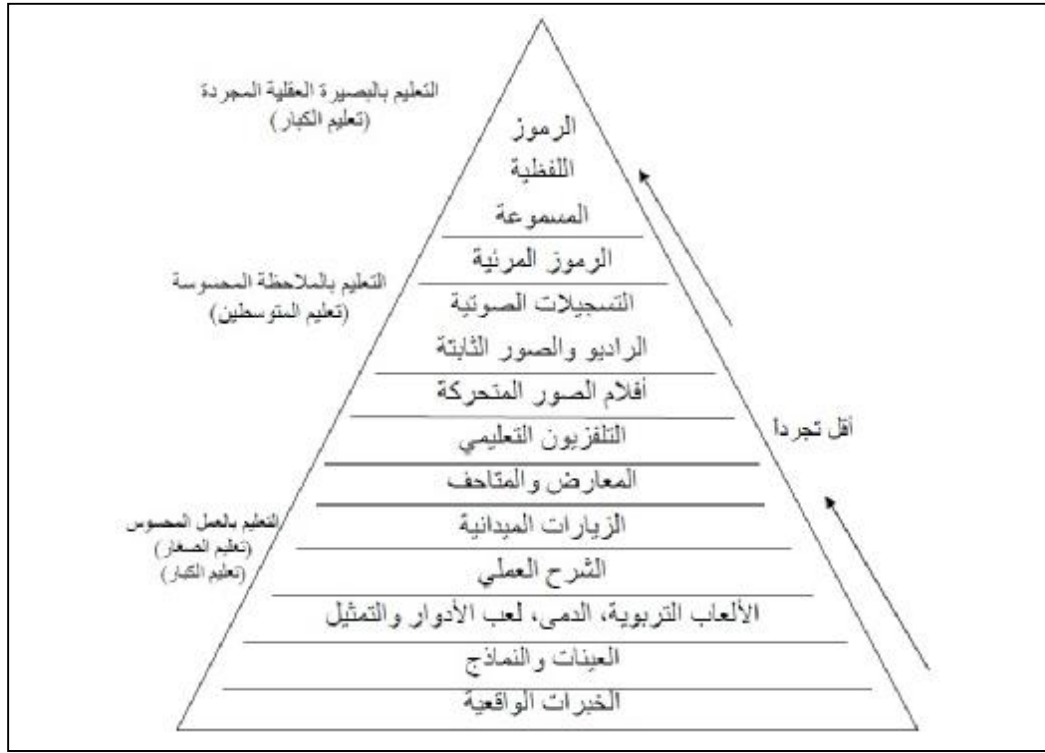 التعليم بالبصيرة العقلية المجردة
(تعليم الكبار)
الرموز
اللفظية
المسموعة
الرموز المرئية
التعليم بالملاحظة المحسوسة
(تعليم المتوسطين)
التسجيلات الصوتية
الراديو والصور الثابتة
أفلام الصور المتحركة
أقل تجرداً
التلفزيون التعليمي
المعارض والمتاحف
التعليم بالعمل المحسوس
(تعليم الصغار)
(تعليم الكبار)
الزيارات الميدانية
الشرح العملي
الألعاب التربوية، الدمى، لعب الأدوار والتمثيل
العينات والنماذج
الخبرات الواقعية